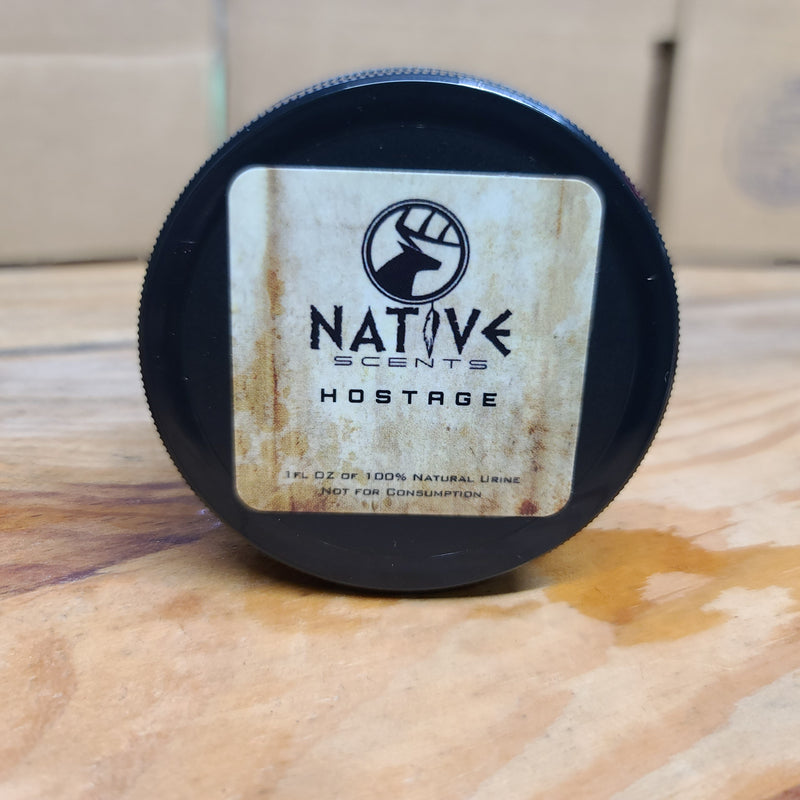 NATIVE
SCENTS
HOSTAGE
1FL OZ OF 100% NATURAL URINE
NOT FOR CONSUMPTION